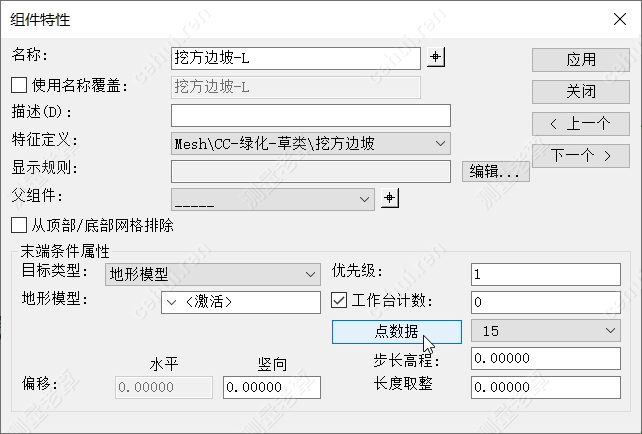 组件特性
名称:
挖方边坡-L
应用
使用名称覆盖:
挖方边坡-L
关闭
描述(D):
< 上一个
特征定义:
Mesh\CC-绿化-草类\挖方边坡
下一个 >
显示规则:
编辑...
父组件:
_____
从顶部/底部网格排除
末端条件属性
目标类型:
地形模型
优先级:
1
地形模型:
<激活>
工作台计数:
0
点数据
15
水平
竖向
步长高程:
0.00000
偏移:
0.00000
0.00000
长度取整
0.00000